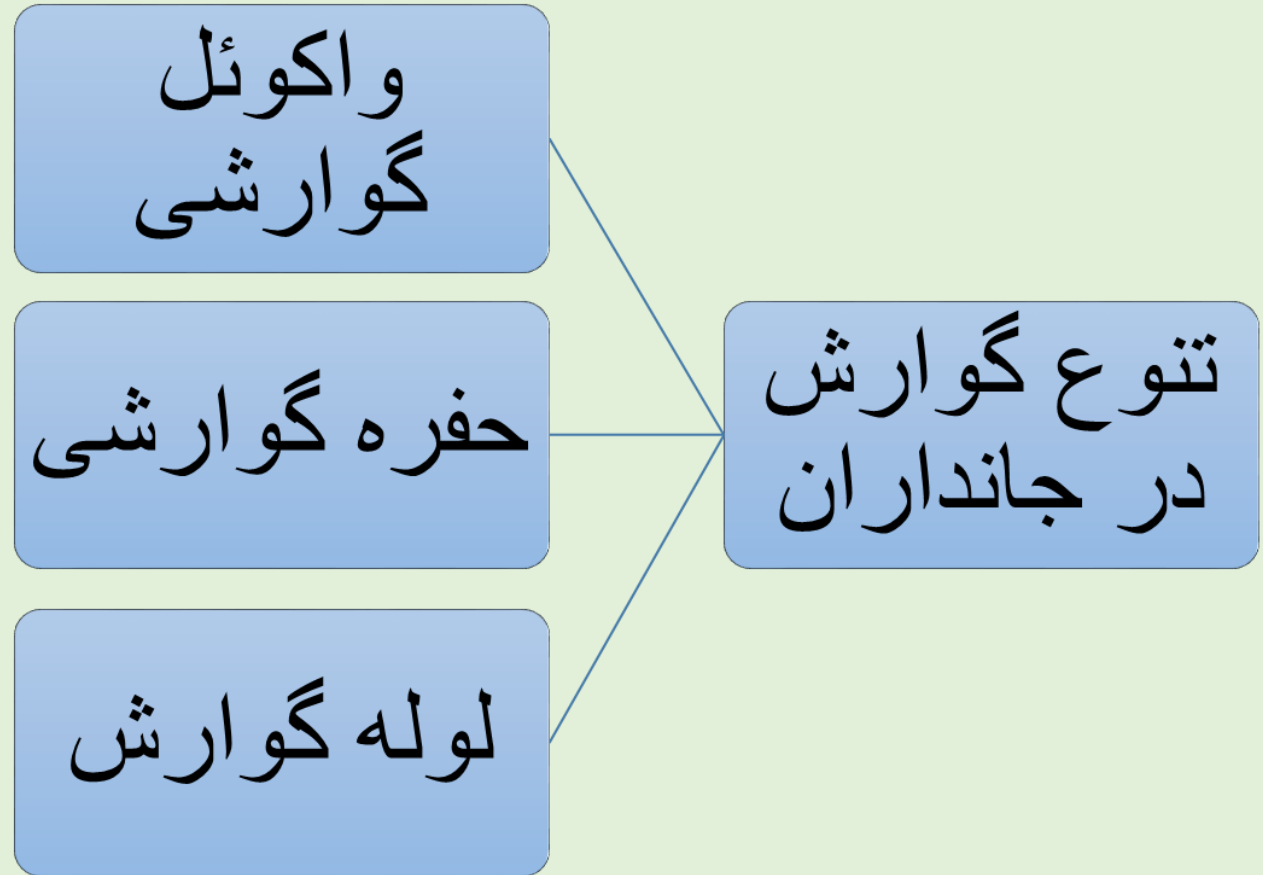 تنوع گوارش
در جانداران
واکوئل
گوارشی
حفره گوارشی
لوله گوارش